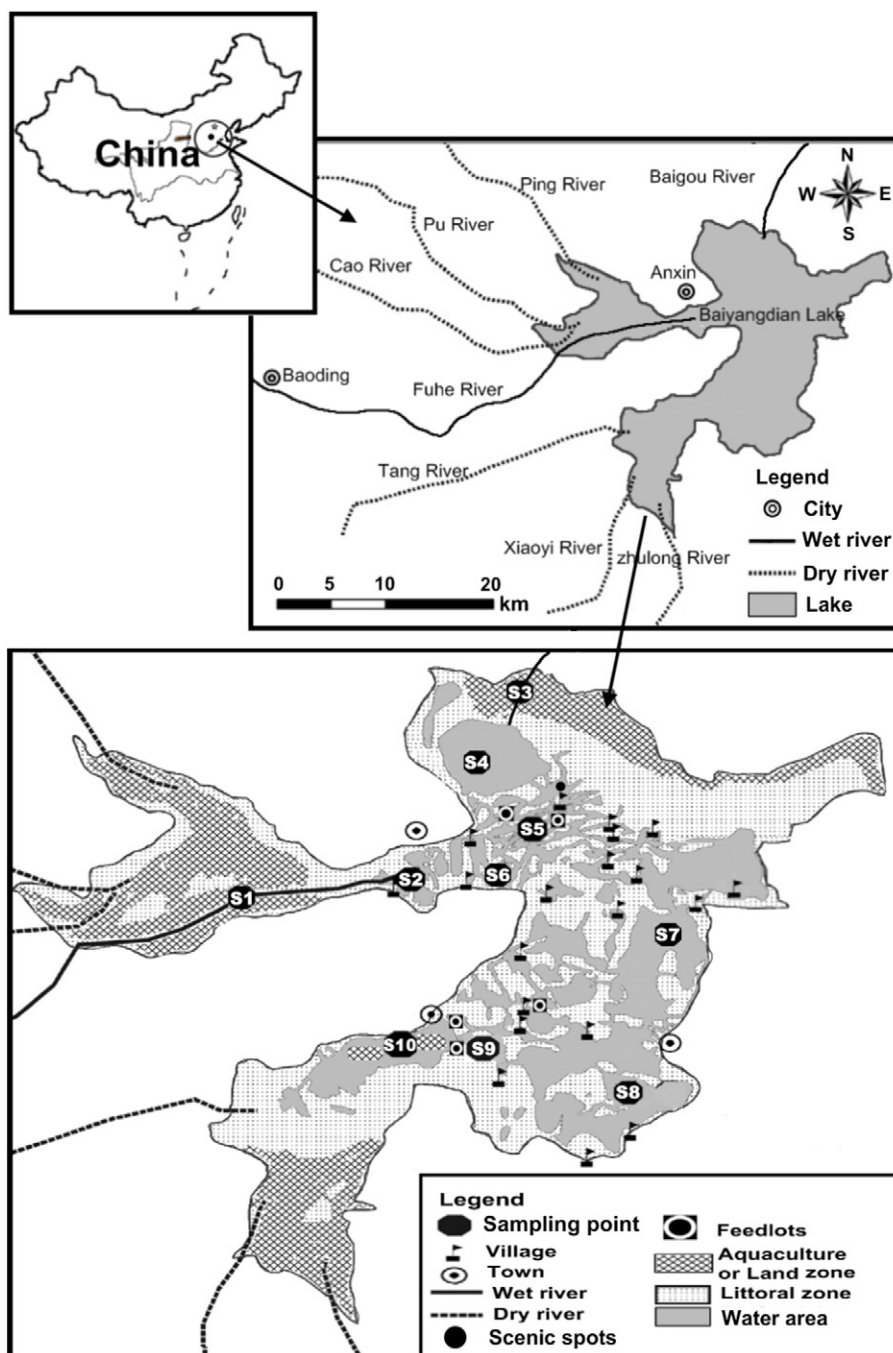 China
Ping River
Baigou River
N
W
E
S
Pu River
Cao River
Anxin
Baiyangdian Lake
Baoding
Fuhe River
Tang River
Xiaoyi River
zhulong River
Legend
City
Wet river
Dry river
Lake
0 5 10 20
km
S3
S4
S5
S6
S2
S1
S7
S10
S9
S8
Legend
Sampling point
Village
Town
Wet river
Dry river
Scenic spots
Feedlots
Aquaculture
or Land zone
Littoral zone
Water area